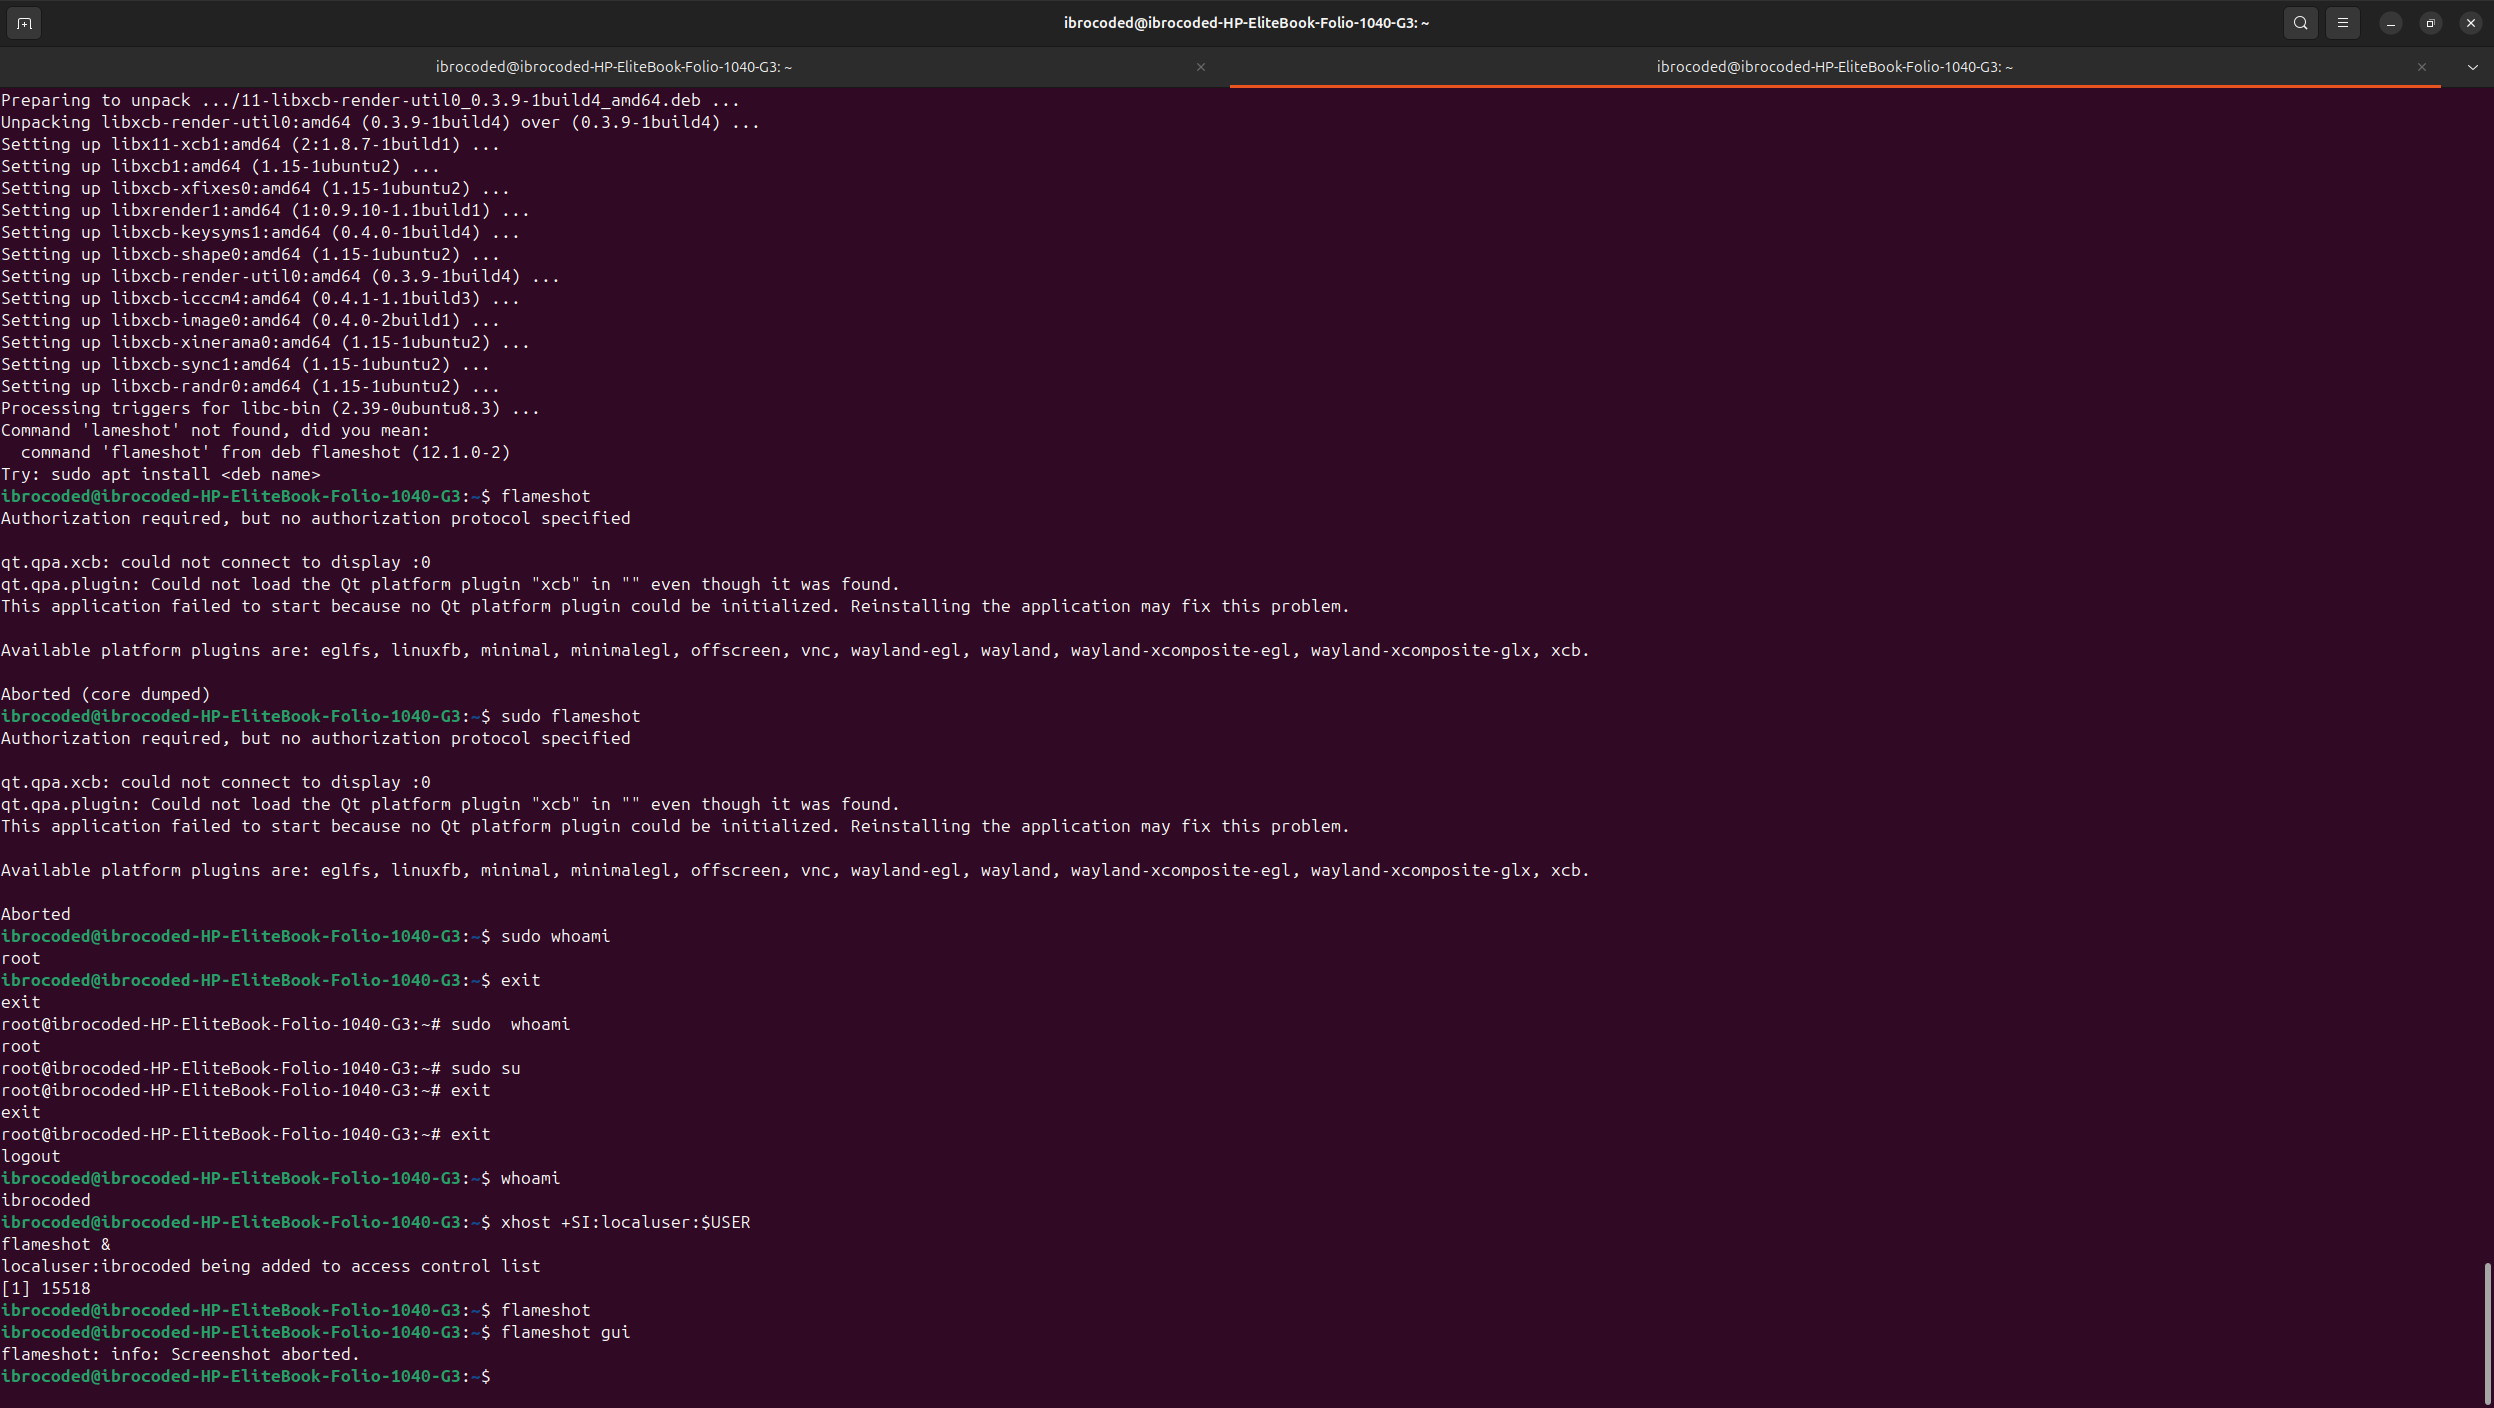 ibrocoded@ibrocoded-HP-EliteBook-Folio-1040-G3: ~
ibrocoded@ibrocoded-HP-EliteBook-Folio-1040-G3: ~
ibrocoded@ibrocoded-HP-EliteBook-Folio-1040-G3: ~
Preparing to unpack .../11-libxcb-render-util0_0.3.9-1build4_amd64.deb ...
Unpacking libxcb-render-util0:amd64 (0.3.9-1build4) over (0.3.9-1build4) ...
Setting up libx11-xcb1:amd64 (2:1.8.7-1build1) ...
Setting up libxcb1:amd64 (1.15-1ubuntu2) ...
Setting up libxcb-xfixes0:amd64 (1.15-1ubuntu2) ...
Setting up libxrender1:amd64 (1:0.9.10-1.1build1) ...
Setting up libxcb-keysyms1:amd64 (0.4.0-1build4) ...
Setting up libxcb-shape0:amd64 (1.15-1ubuntu2) ...
Setting up libxcb-render-util0:amd64 (0.3.9-1build4) ...
Setting up libxcb-icccm4:amd64 (0.4.1-1.1build3) ...
Setting up libxcb-image0:amd64 (0.4.0-2build1) ...
Setting up libxcb-xinerama0:amd64 (1.15-1ubuntu2) ...
Setting up libxcb-sync1:amd64 (1.15-1ubuntu2) ...
Setting up libxcb-randr0:amd64 (1.15-1ubuntu2) ...
Processing triggers for libc-bin (2.39-0ubuntu8.3) ...
Command 'lameshot' not found, did you mean:
  command 'flameshot' from deb flameshot (12.1.0-2)
Try: sudo apt install <deb name>
ibrocoded@ibrocoded-HP-EliteBook-Folio-1040-G3:~$ flameshot
Authorization required, but no authorization protocol specified

qt.qpa.xcb: could not connect to display :0
qt.qpa.plugin: Could not load the Qt platform plugin "xcb" in "" even though it was found.
This application failed to start because no Qt platform plugin could be initialized. Reinstalling the application may fix this problem.

Available platform plugins are: eglfs, linuxfb, minimal, minimalegl, offscreen, vnc, wayland-egl, wayland, wayland-xcomposite-egl, wayland-xcomposite-glx, xcb.

Aborted (core dumped)
ibrocoded@ibrocoded-HP-EliteBook-Folio-1040-G3:~$ sudo flameshot
Authorization required, but no authorization protocol specified

qt.qpa.xcb: could not connect to display :0
qt.qpa.plugin: Could not load the Qt platform plugin "xcb" in "" even though it was found.
This application failed to start because no Qt platform plugin could be initialized. Reinstalling the application may fix this problem.

Available platform plugins are: eglfs, linuxfb, minimal, minimalegl, offscreen, vnc, wayland-egl, wayland, wayland-xcomposite-egl, wayland-xcomposite-glx, xcb.

Aborted
ibrocoded@ibrocoded-HP-EliteBook-Folio-1040-G3:~$ sudo whoami
root
ibrocoded@ibrocoded-HP-EliteBook-Folio-1040-G3:~$ exit
exit
root@ibrocoded-HP-EliteBook-Folio-1040-G3:~# sudo  whoami
root
root@ibrocoded-HP-EliteBook-Folio-1040-G3:~# sudo su
root@ibrocoded-HP-EliteBook-Folio-1040-G3:~# exit
exit
root@ibrocoded-HP-EliteBook-Folio-1040-G3:~# exit
logout
ibrocoded@ibrocoded-HP-EliteBook-Folio-1040-G3:~$ whoami
ibrocoded
ibrocoded@ibrocoded-HP-EliteBook-Folio-1040-G3:~$ xhost +SI:localuser:$USER
flameshot &
localuser:ibrocoded being added to access control list
[1] 15518
ibrocoded@ibrocoded-HP-EliteBook-Folio-1040-G3:~$ flameshot
ibrocoded@ibrocoded-HP-EliteBook-Folio-1040-G3:~$ flameshot gui
flameshot: info: Screenshot aborted.
ibrocoded@ibrocoded-HP-EliteBook-Folio-1040-G3:~$